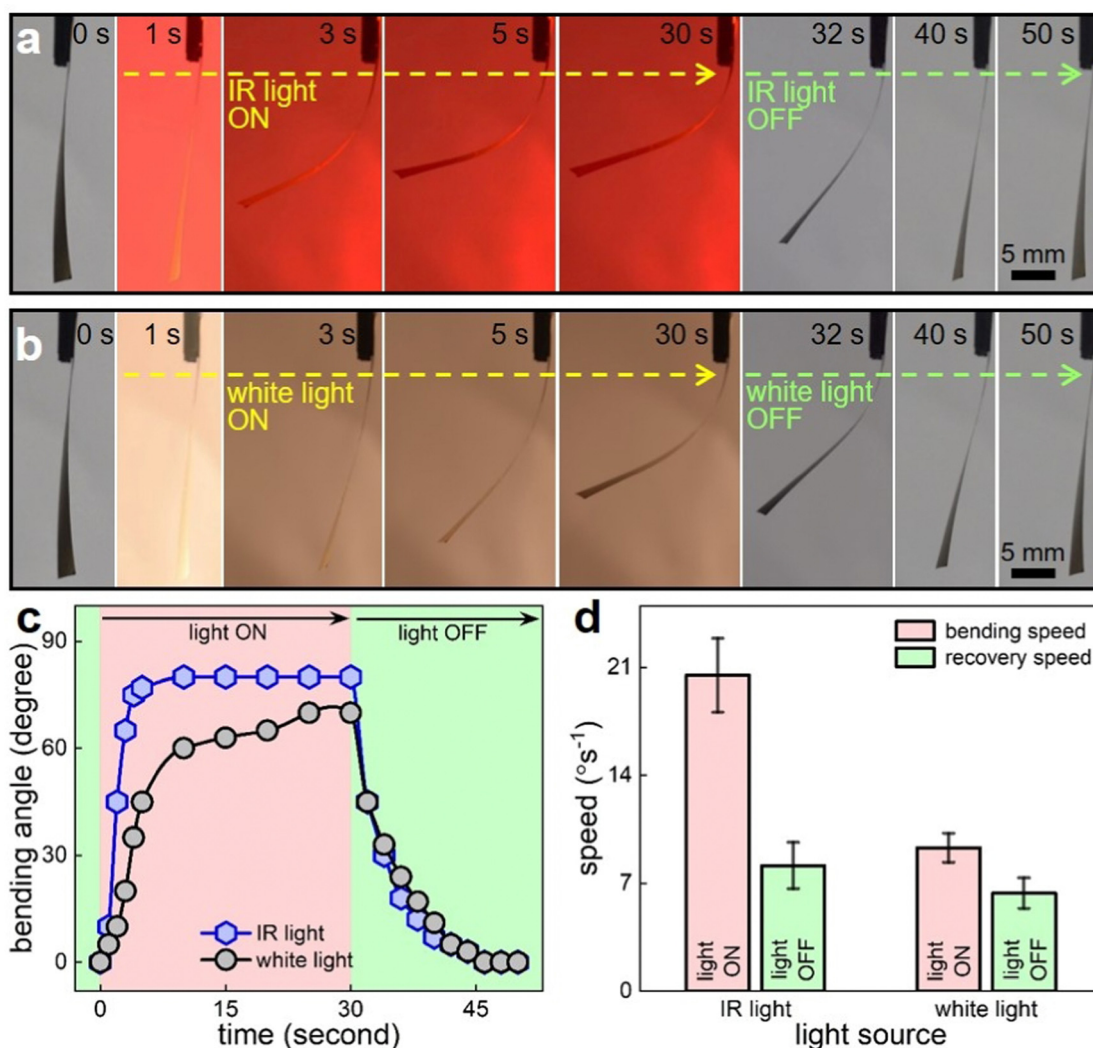 a
0 s
1 s
3 s
5 s
30 s
32 s
40 s
50 s
IR light
ON
IR light
OFF
5 mm
b
0 s
1 s
3 s
5 s
30 s
32 s
40 s
50 s
white light
ON
white light
OFF
5 mm
c
light ON
light OFF
90
60
30
0
bending angle (degree)
IR light
white light
0
15
30
45
time (second)
d
bending speed
recovery speed
21
14
7
0
speed (°s⁻¹)
light
ON
light
OFF
light
ON
light
OFF
IR light
white light
light source